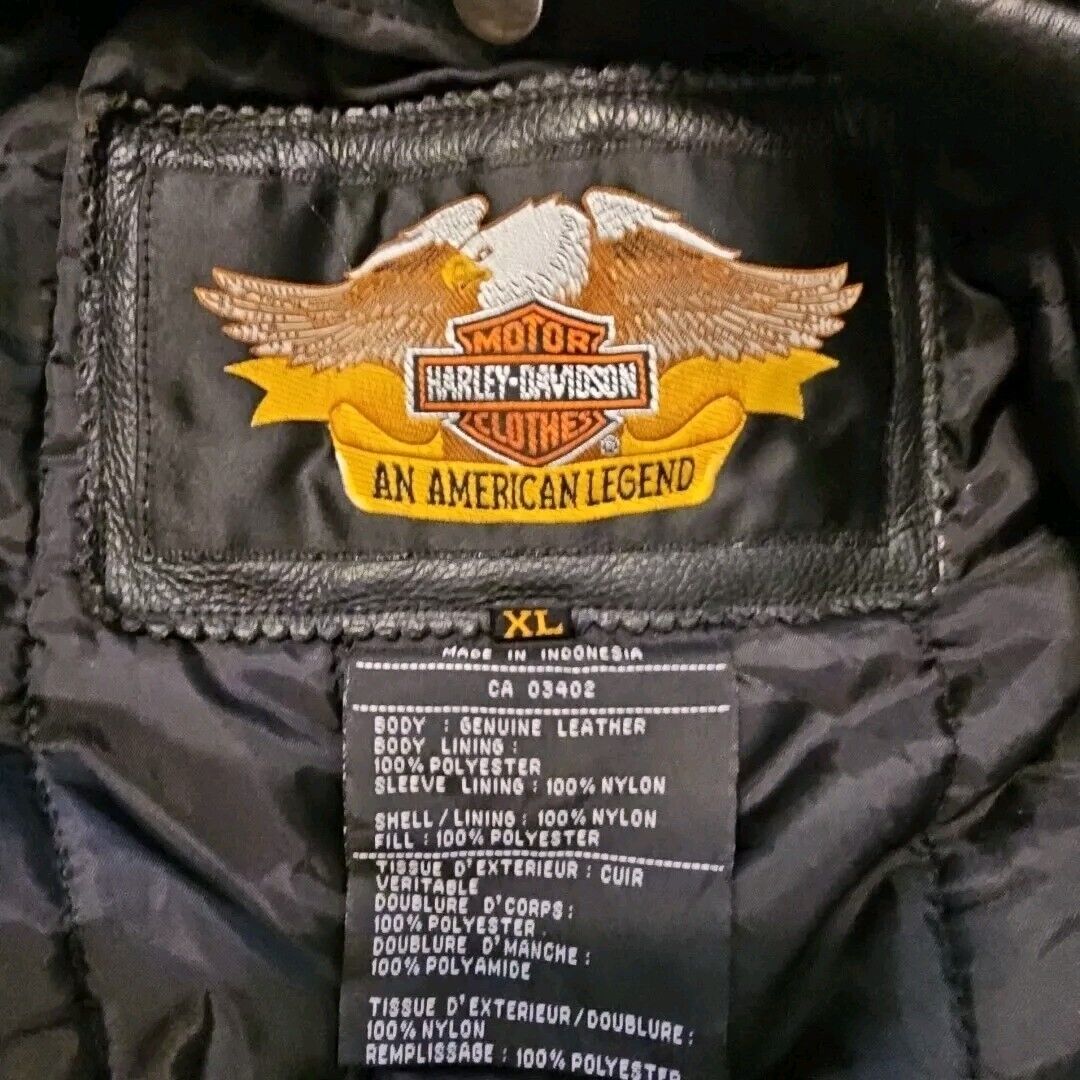 MOTOR
HARLEY-DAVIDSON
CLOTHES
®
AN AMERICAN LEGEND
XL
MADE IN INDONESIA
CA 03402
BODY : GENUINE LEATHER
BODY LINING :
100% POLYESTER
SLEEVE LINING : 100% NYLON
SHELL / LINING : 100% NYLON
FILL : 100% POLYESTER
TISSUE D'EXTERIEUR : CUIR
VERITABLE
DOUBLURE D'CORPS :
100% POLYESTER
DOUBLURE D'MANCHE :
100% POLYAMIDE
TISSUE D'EXTERIEUR / DOUBLURE :
100% NYLON
REMPLISSAGE : 100% POLYESTER